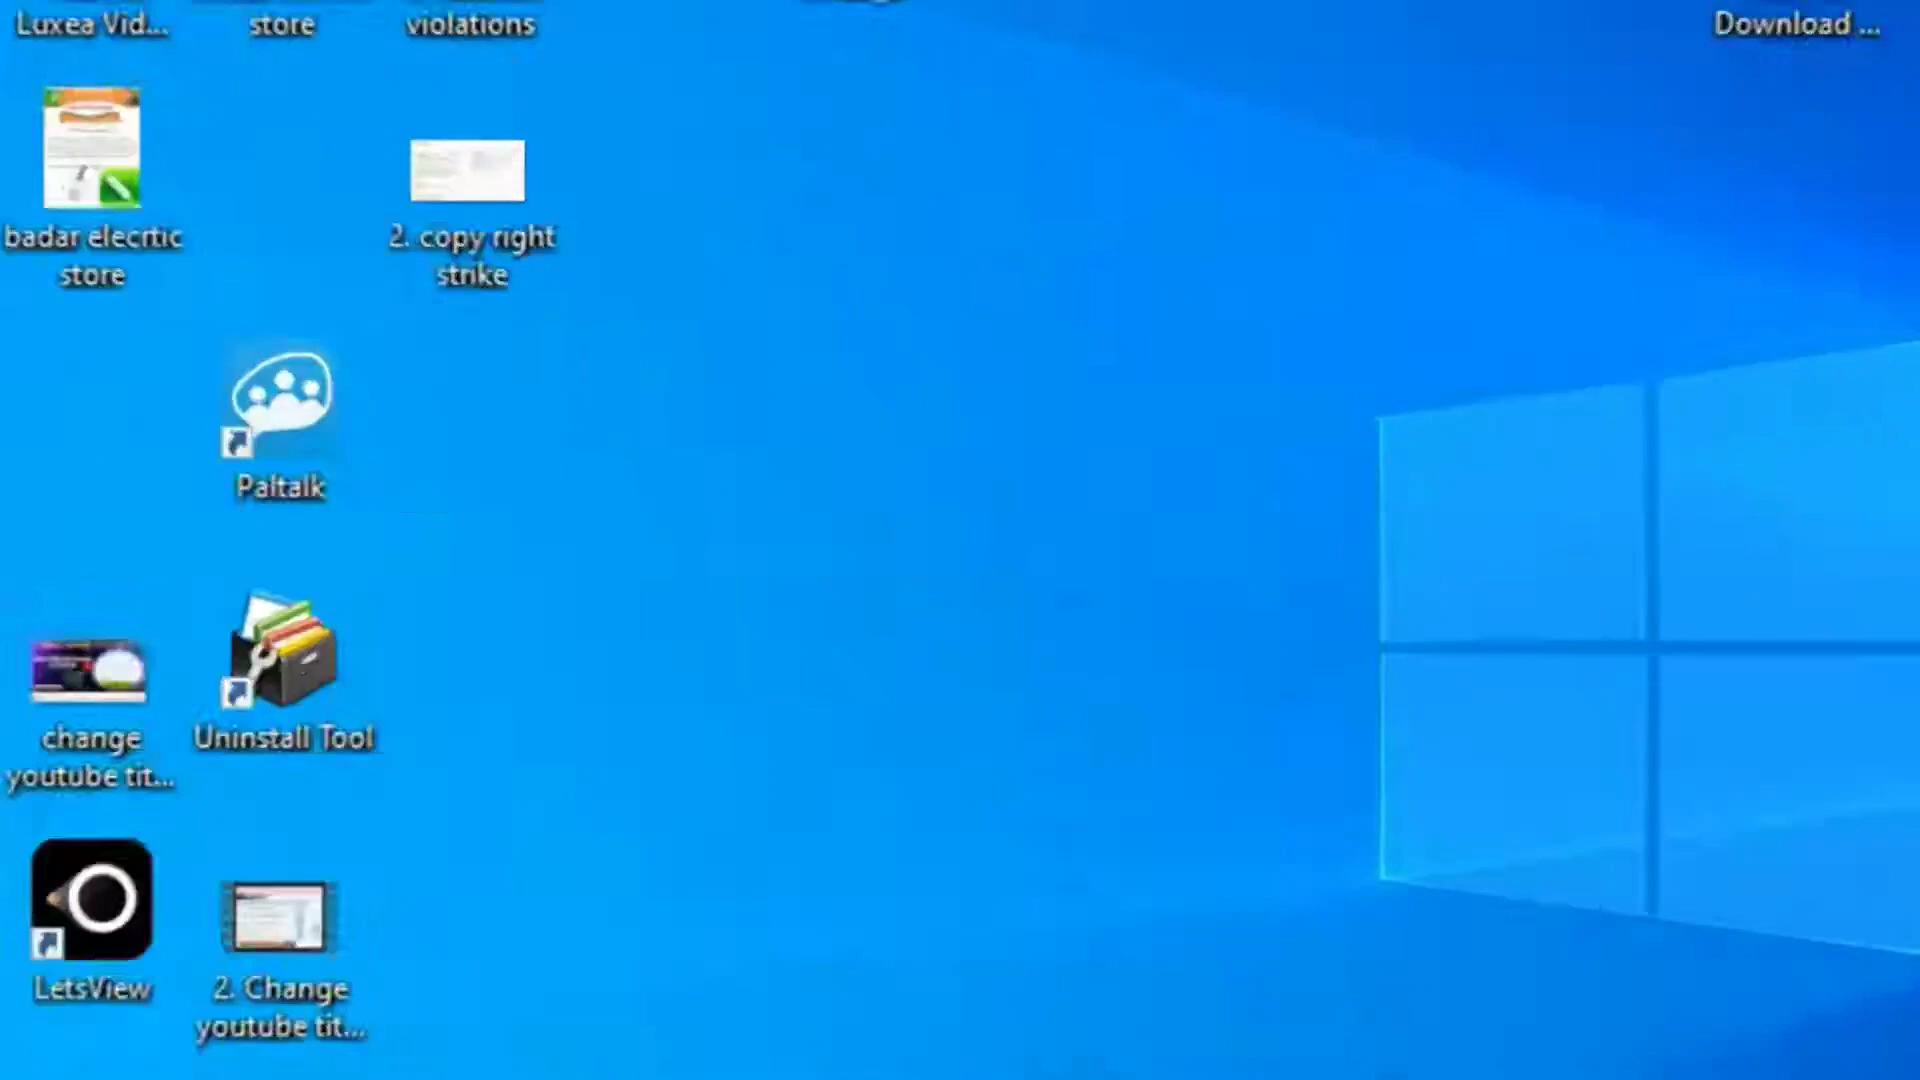 Luxea Vid...
store
violations
Download ...
badar elecrtic
store
2. copy right
strike
Paltalk
change
youtube tit...
Uninstall Tool
LetsView
2. Change
youtube tit...